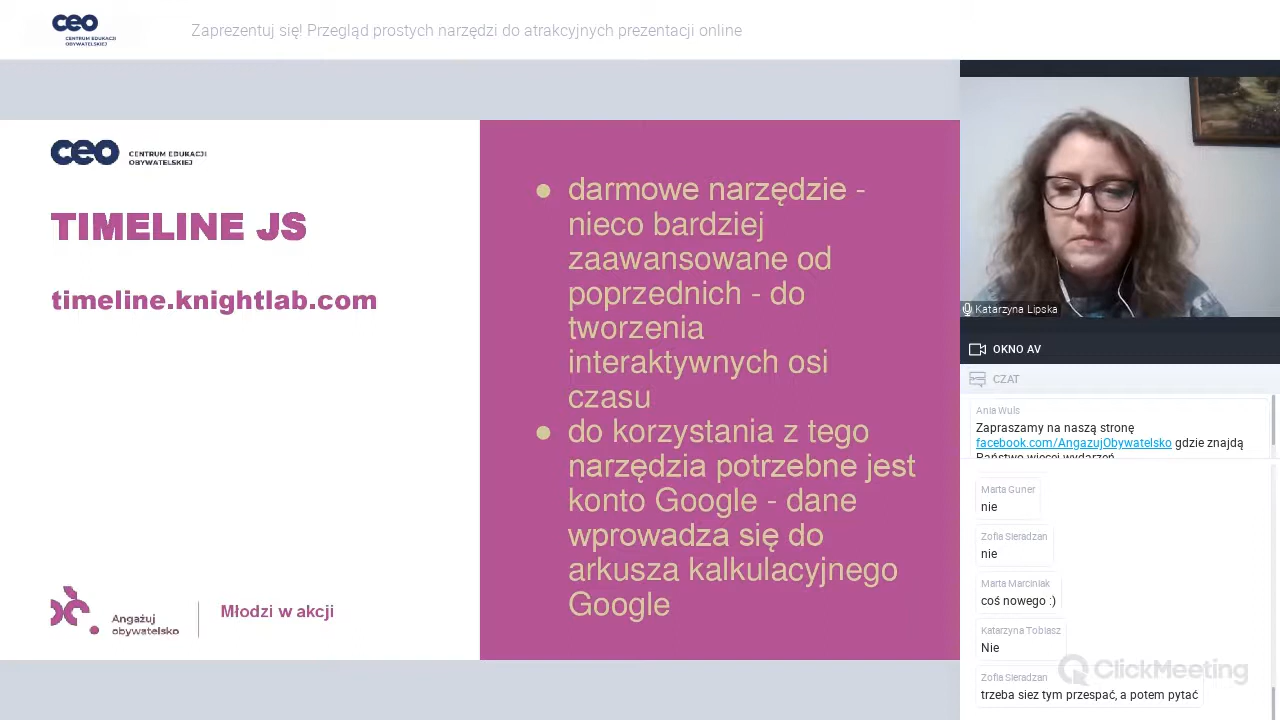 ceo
CENTRUM EDUKACJI
OBYWATELSKIEJ
Zaprezentuj się! Przegląd prostych narzędzi do atrakcyjnych prezentacji online
ceo
CENTRUM EDUKACJI
OBYWATELSKIEJ
TIMELINE JS
timeline.knightlab.com
Angażuj
obywatelsko
Młodzi w akcji
● darmowe narzędzie -
nieco bardziej
zaawansowane od
poprzednich - do
tworzenia
interaktywnych osi
czasu
● do korzystania z tego
narzędzia potrzebne jest
konto Google - dane
wprowadza się do
arkusza kalkulacyjnego
Google
Katarzyna Lipska
OKNO AV
CZAT
Ania Wuls
Zapraszamy na naszą stronę
facebook.com/AngazujObywatelsko gdzie znajdą
Państwo więcej wydarzeń
Marta Guner
nie
Zofia Sieradzan
nie
Marta Marciniak
coś nowego :)
Katarzyna Tobiasz
Nie
Zofia Sieradzan
trzeba siez tym przespać, a potem pytać
ClickMeeting